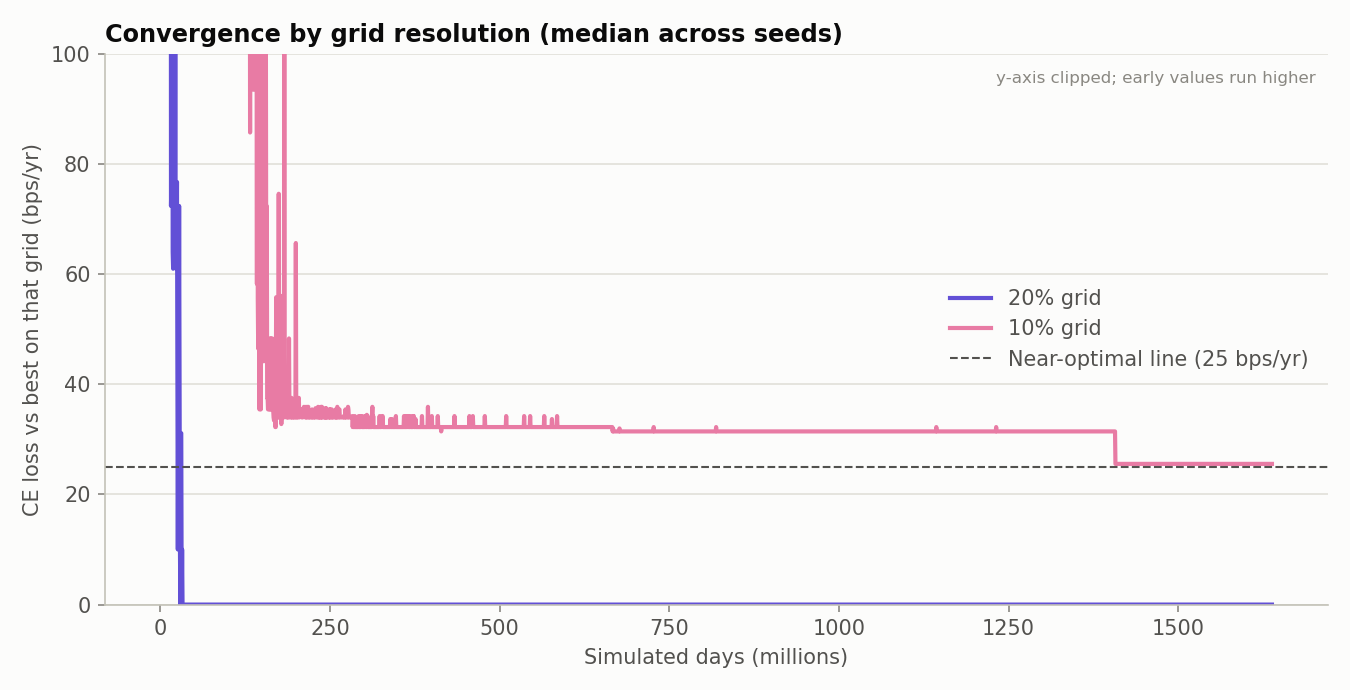 Convergence by grid resolution (median across seeds)
y-axis clipped; early values run higher
CE loss vs best on that grid (bps/yr)
100
80
60
40
20
0
20% grid
10% grid
Near-optimal line (25 bps/yr)
0 250 500 750 1000 1250 1500
Simulated days (millions)